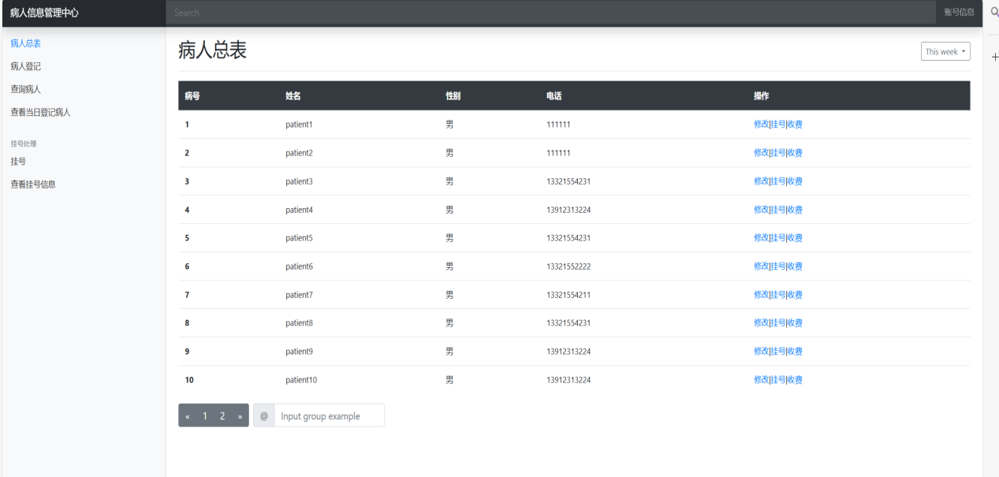 病人信息管理中心 Search 账号信息
病人总表
病人登记
查询病人
查看当日登记病人
挂号处理
挂号
查看挂号信息
病人总表 This week
病号 姓名 性别 电话 操作
1 patient1 男 111111 修改|挂号|收费
2 patient2 男 111111 修改|挂号|收费
3 patient3 男 13321554231 修改|挂号|收费
4 patient4 男 13912313224 修改|挂号|收费
5 patient5 男 13321554231 修改|挂号|收费
6 patient6 男 13321552222 修改|挂号|收费
7 patient7 男 13321554211 修改|挂号|收费
8 patient8 男 13321554231 修改|挂号|收费
9 patient9 男 13912313224 修改|挂号|收费
10 patient10 男 13912313224 修改|挂号|收费
« 1 2 » @ Input group example